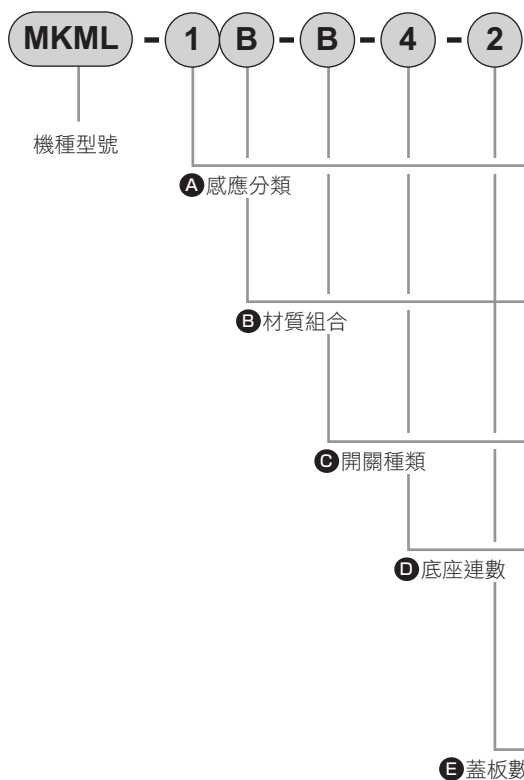 MKML - 1 B - B - 4 - 2
機種型號
A 感應分類
B 材質組合
C 開關種類
D 底座連數
E 蓋板數